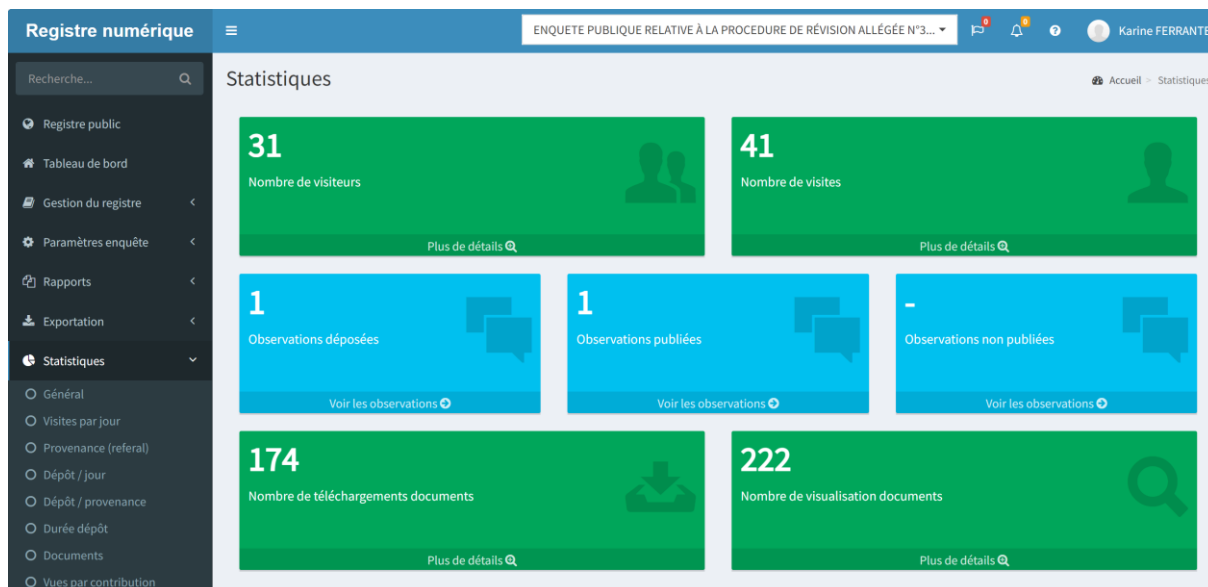 Registre numérique
ENQUETE PUBLIQUE RELATIVE À LA PROCEDURE DE RÉVISION ALLÉGÉE N°3...
0
0
Karine FERRANTE
Recherche...
Statistiques
Accueil > Statistiques
Registre public
Tableau de bord
Gestion du registre
Paramètres enquête
Rapports
Exportation
Statistiques
Général
Visites par jour
Provenance (referal)
Dépôt / jour
Dépôt / provenance
Durée dépôt
Documents
Vues par contribution
31
Nombre de visiteurs
Plus de détails
41
Nombre de visites
Plus de détails
1
Observations déposées
Voir les observations
1
Observations publiées
Voir les observations
-
Observations non publiées
Voir les observations
174
Nombre de téléchargements documents
Plus de détails
222
Nombre de visualisation documents
Plus de détails